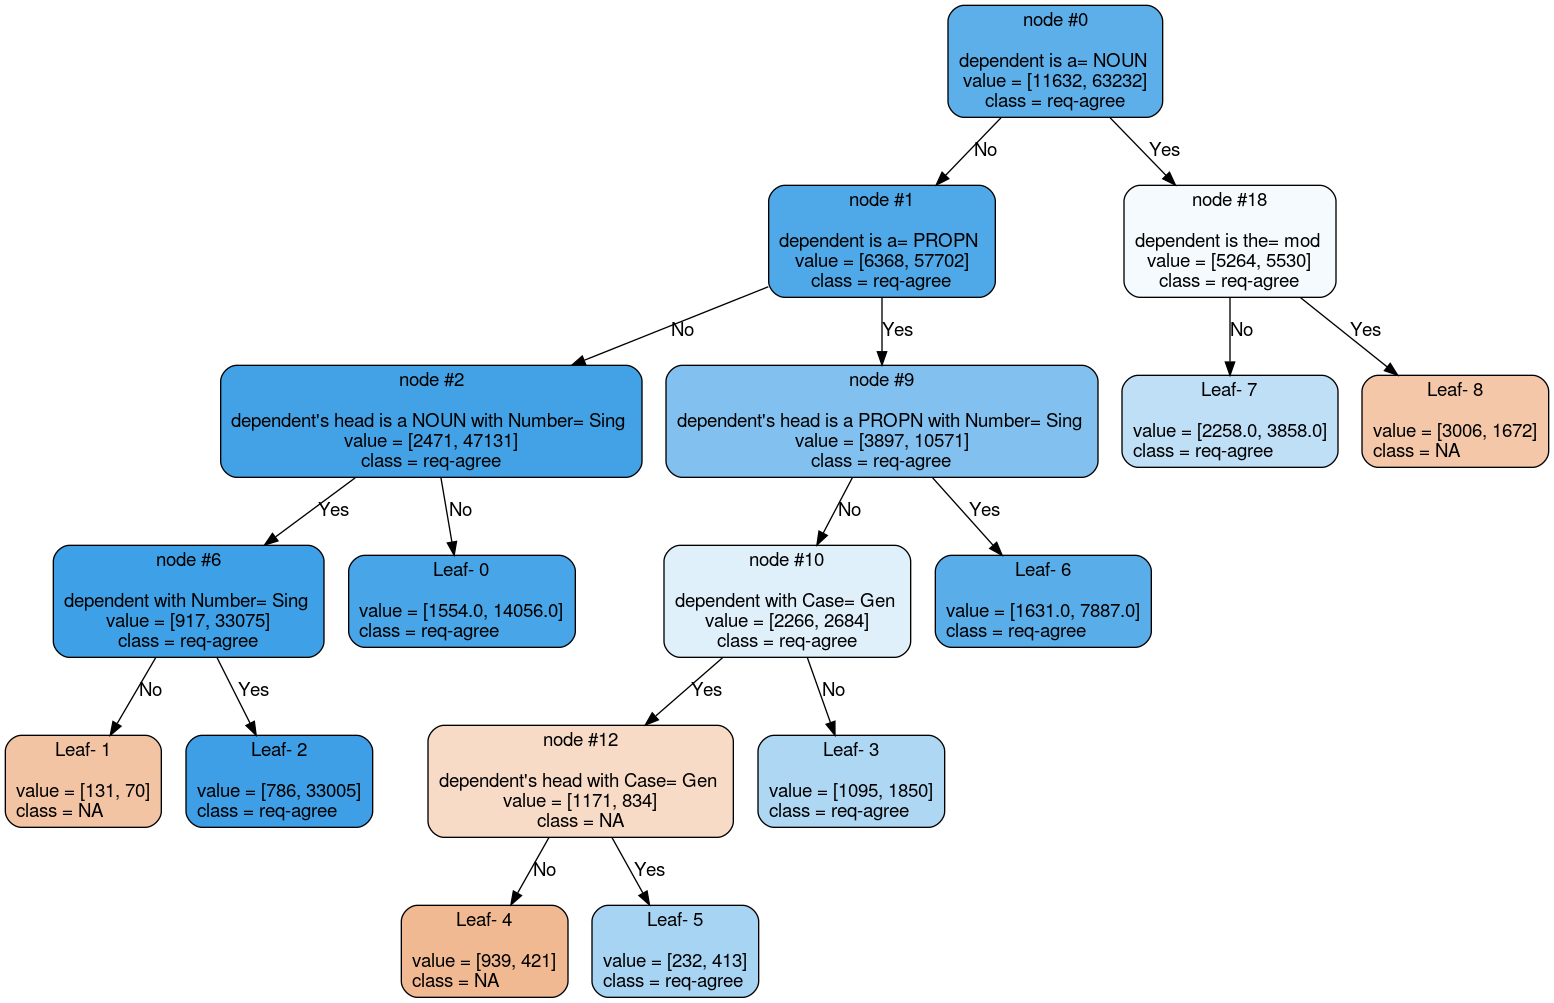 node #0
dependent is a= NOUN
value = [11632, 63232]
class = req-agree
No
Yes
node #1
dependent is a= PROPN
value = [6368, 57702]
class = req-agree
node #18
dependent is the= mod
value = [5264, 5530]
class = req-agree
No
Yes
No
Yes
node #2
dependent's head is a NOUN with Number= Sing
value = [2471, 47131]
class = req-agree
node #9
dependent's head is a PROPN with Number= Sing
value = [3897, 10571]
class = req-agree
Leaf- 7
value = [2258.0, 3858.0]
class = req-agree
Leaf- 8
value = [3006, 1672]
class = NA
Yes
No
No
Yes
node #6
dependent with Number= Sing
value = [917, 33075]
class = req-agree
Leaf- 0
value = [1554.0, 14056.0]
class = req-agree
node #10
dependent with Case= Gen
value = [2266, 2684]
class = req-agree
Leaf- 6
value = [1631.0, 7887.0]
class = req-agree
No
Yes
Yes
No
Leaf- 1
value = [131, 70]
class = NA
Leaf- 2
value = [786, 33005]
class = req-agree
node #12
dependent's head with Case= Gen
value = [1171, 834]
class = NA
Leaf- 3
value = [1095, 1850]
class = req-agree
No
Yes
Leaf- 4
value = [939, 421]
class = NA
Leaf- 5
value = [232, 413]
class = req-agree